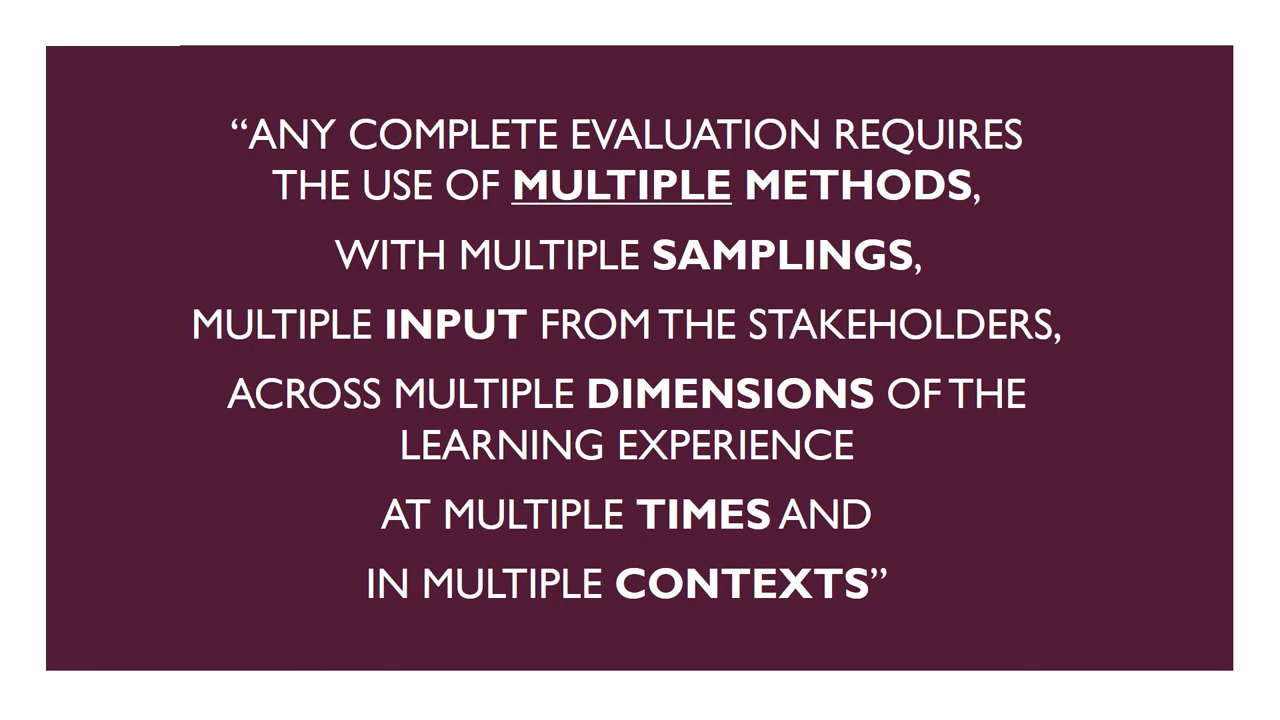 “ANY COMPLETE EVALUATION REQUIRES
THE USE OF MULTIPLE METHODS,
WITH MULTIPLE SAMPLINGS,
MULTIPLE INPUT FROM THE STAKEHOLDERS,
ACROSS MULTIPLE DIMENSIONS OF THE
LEARNING EXPERIENCE
AT MULTIPLE TIMES AND
IN MULTIPLE CONTEXTS”